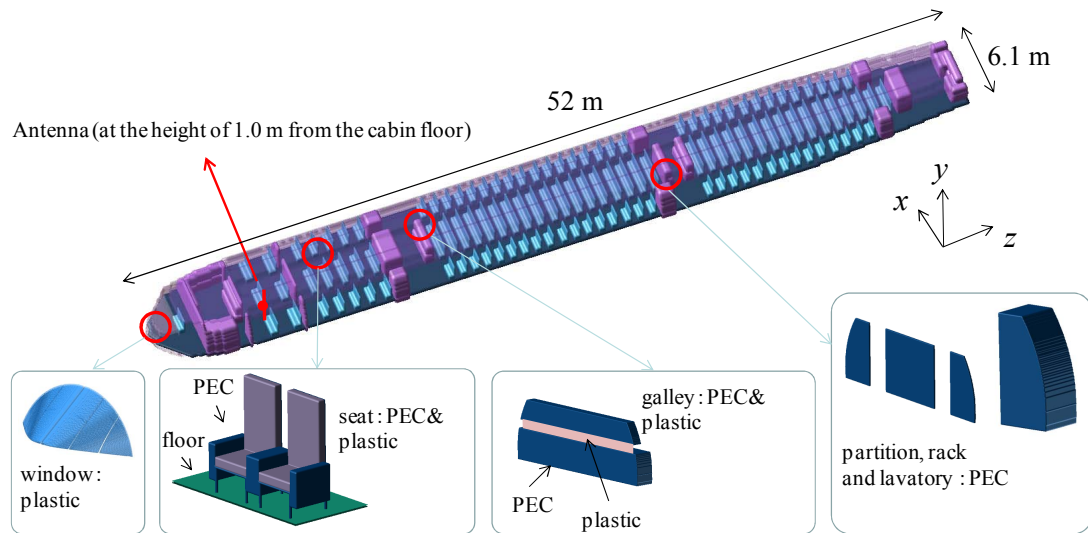 6.1 m
52 m
Antenna (at the height of 1.0 m from the cabin floor)
y
x
z
PEC
seat : PEC&
plastic
floor
window :
plastic
galley : PEC&
plastic
PEC
plastic
partition, rack
and lavatory : PEC